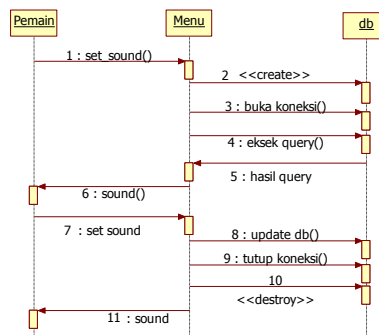 Pemain
Menu
db
1 : set_sound()
2 <<create>>
3 : buka koneksi()
4 : eksek query()
5 : hasil query
6 : sound()
7 : set sound
8 : update db()
9 : tutup koneksi()
10
<<destroy>>
11 : sound